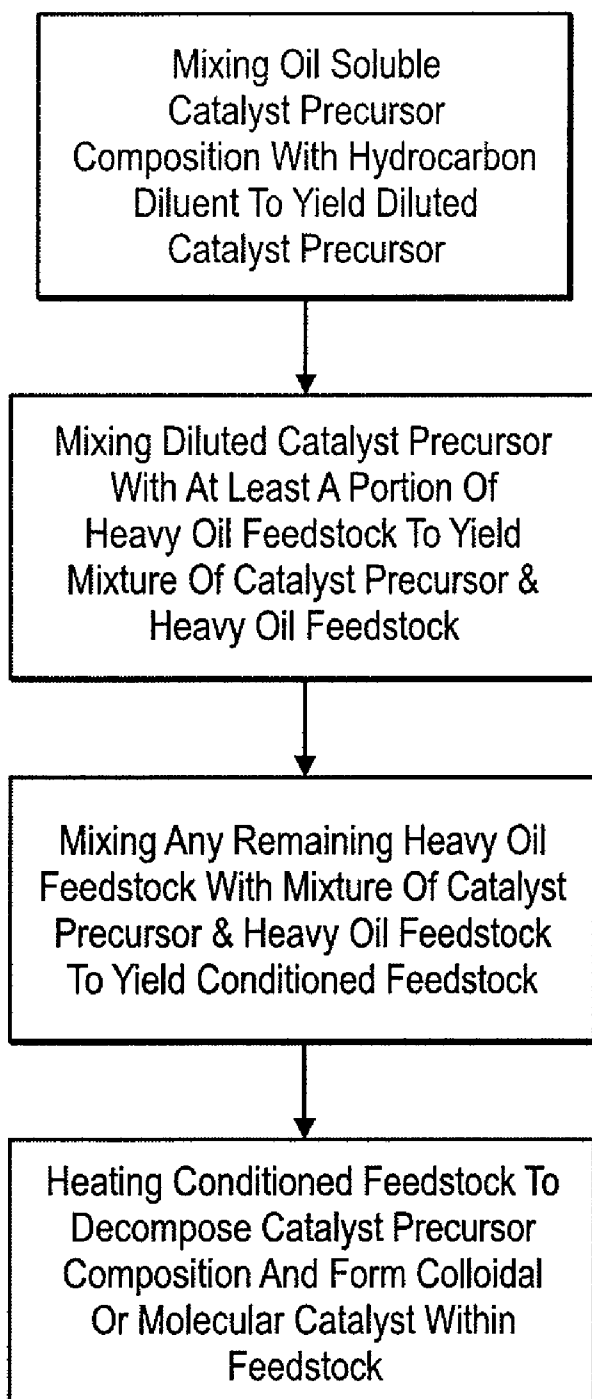 Mixing Oil Soluble
Catalyst Precursor
Composition With Hydrocarbon
Diluent To Yield Diluted
Catalyst Precursor
Mixing Diluted Catalyst Precursor
With At Least A Portion Of
Heavy Oil Feedstock To Yield
Mixture Of Catalyst Precursor &
Heavy Oil Feedstock
Mixing Any Remaining Heavy Oil
Feedstock With Mixture Of Catalyst
Precursor & Heavy Oil Feedstock
To Yield Conditioned Feedstock
Heating Conditioned Feedstock To
Decompose Catalyst Precursor
Composition And Form Colloidal
Or Molecular Catalyst Within
Feedstock